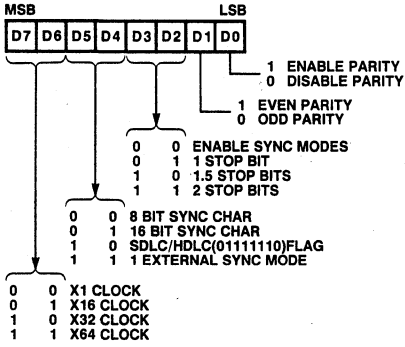 MSB LSB
D7 D6 D5 D4 D3 D2 D1 D0
1 ENABLE PARITY
0 DISABLE PARITY
1 EVEN PARITY
0 ODD PARITY
0 0 ENABLE SYNC MODES
0 1 1 STOP BIT
1 0 1.5 STOP BITS
1 1 2 STOP BITS
0 0 8 BIT SYNC CHAR
0 1 16 BIT SYNC CHAR
1 0 SDLC/HDLC(01111110)FLAG
1 1 1 EXTERNAL SYNC MODE
0 0 X1 CLOCK
0 1 X16 CLOCK
1 0 X32 CLOCK
1 1 X64 CLOCK